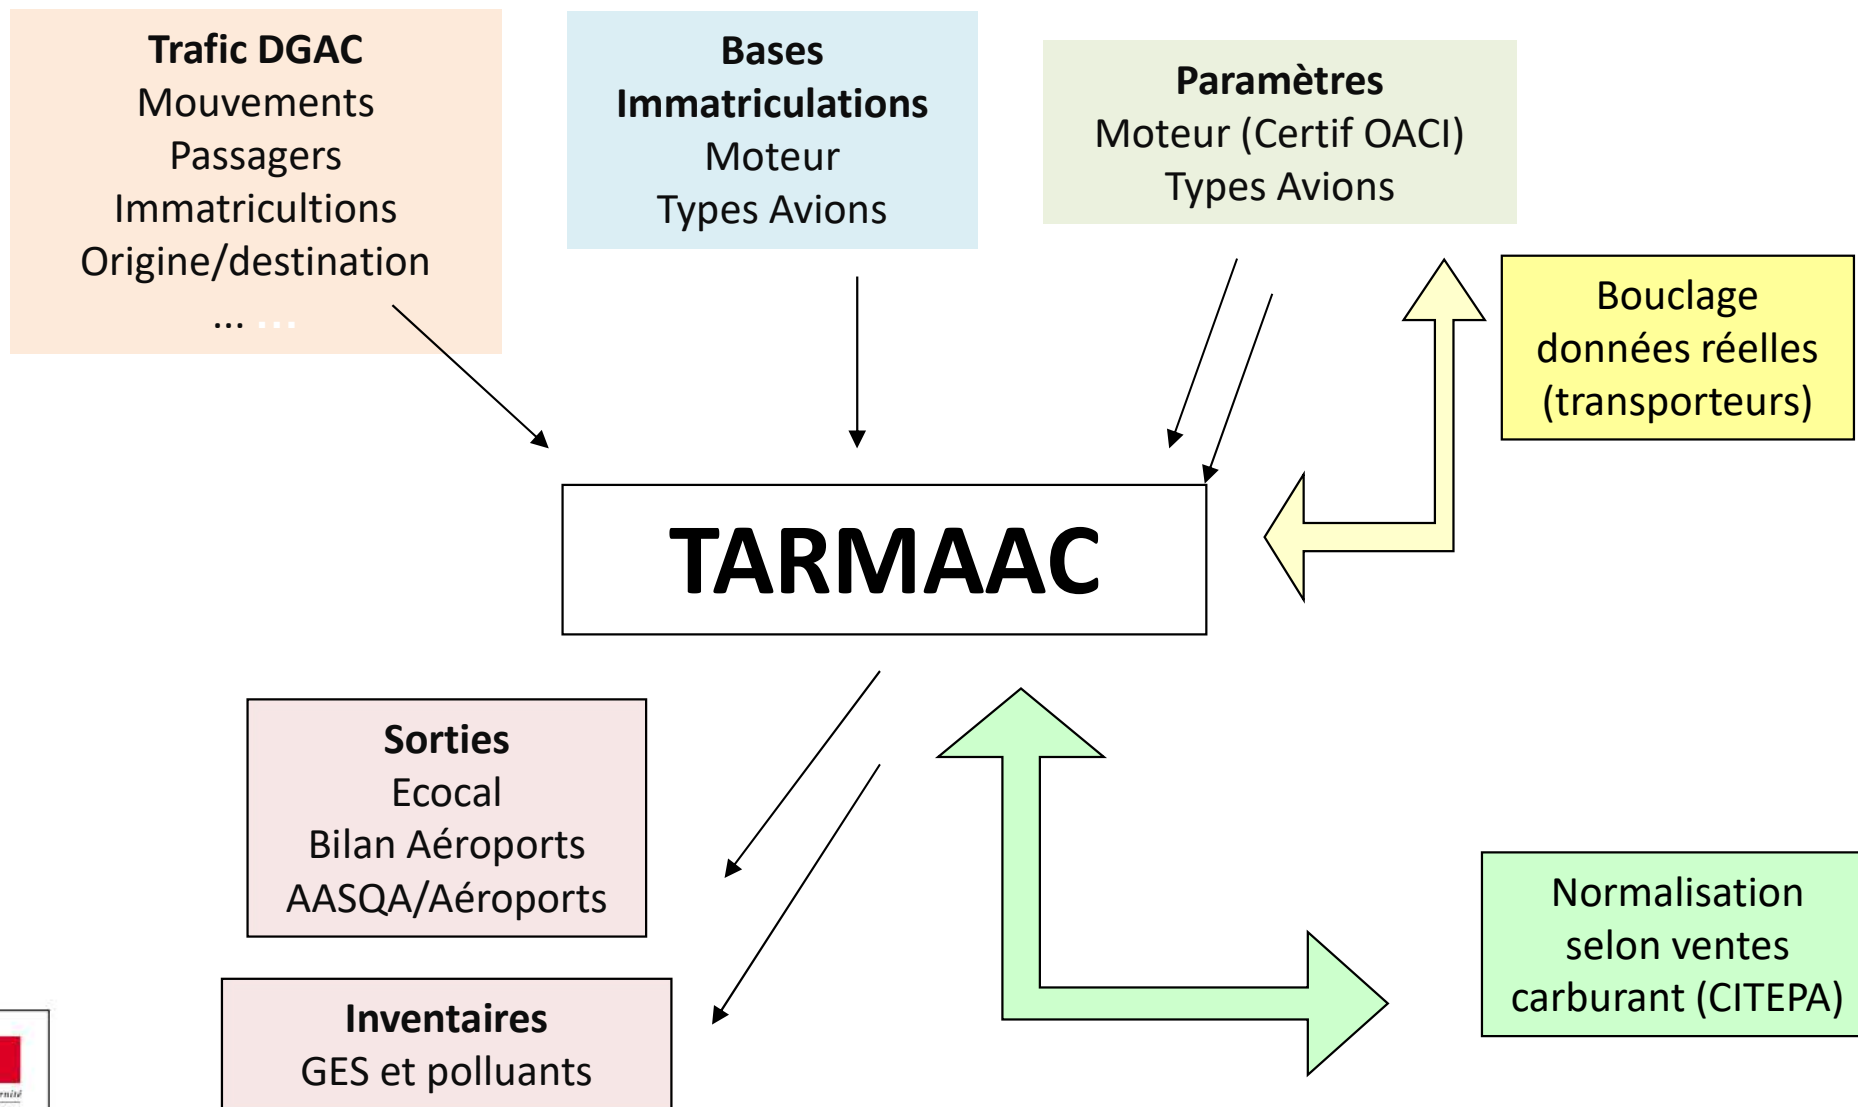 Trafic DGAC
Mouvements
Passagers
Immatricultions
Origine/destination
... ...
Bases
Immatriculations
Moteur
Types Avions
Paramètres
Moteur (Certif OACI)
Types Avions
Bouclage
données réelles
(transporteurs)
TARMAAC
Sorties
Ecocal
Bilan Aéroports
AASQA/Aéroports
Inventaires
GES et polluants
Normalisation
selon ventes
carburant (CITEPA)